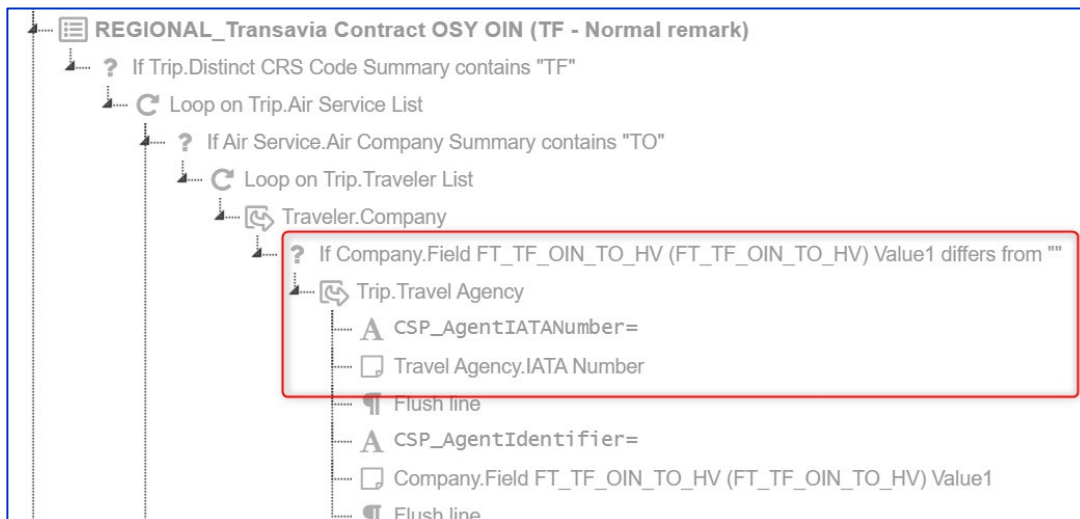 REGIONAL_Transavia Contract OSY OIN (TF - Normal remark)
? If Trip.Distinct CRS Code Summary contains "TF"
Loop on Trip.Air Service List
? If Air Service.Air Company Summary contains "TO"
Loop on Trip.Traveler List
Traveler.Company
? If Company.Field FT_TF_OIN_TO_HV (FT_TF_OIN_TO_HV) Value1 differs from ""
Trip.Travel Agency
A CSP_AgentIATANumber=
Travel Agency.IATA Number
¶ Flush line
A CSP_AgentIdentifier=
Company.Field FT_TF_OIN_TO_HV (FT_TF_OIN_TO_HV) Value1
¶ Flush line